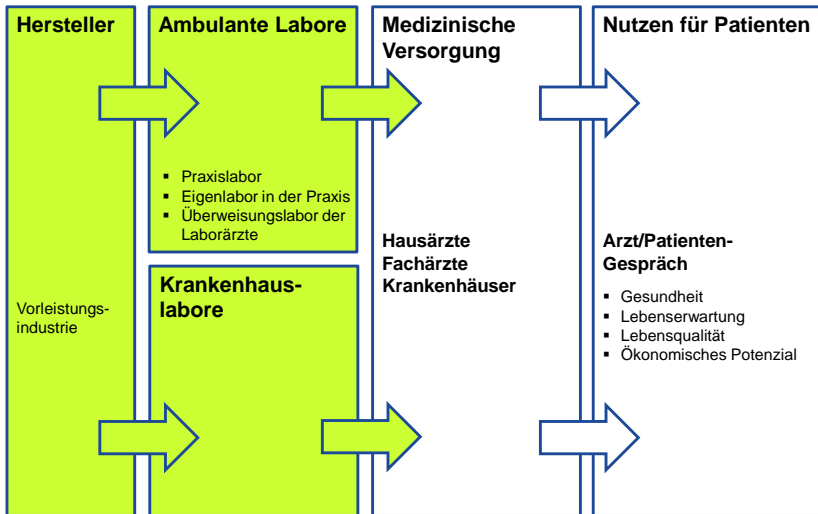 Hersteller
Vorleistungs-
industrie
Ambulante Labore
▪ Praxislabor
▪ Eigenlabor in der Praxis
▪ Überweisungslabor der
Laborärzte
Krankenhaus-
labore
Medizinische
Versorgung
Hausärzte
Fachärzte
Krankenhäuser
Nutzen für Patienten
Arzt/Patienten-
Gespräch
▪ Gesundheit
▪ Lebenserwartung
▪ Lebensqualität
▪ Ökonomisches Potenzial